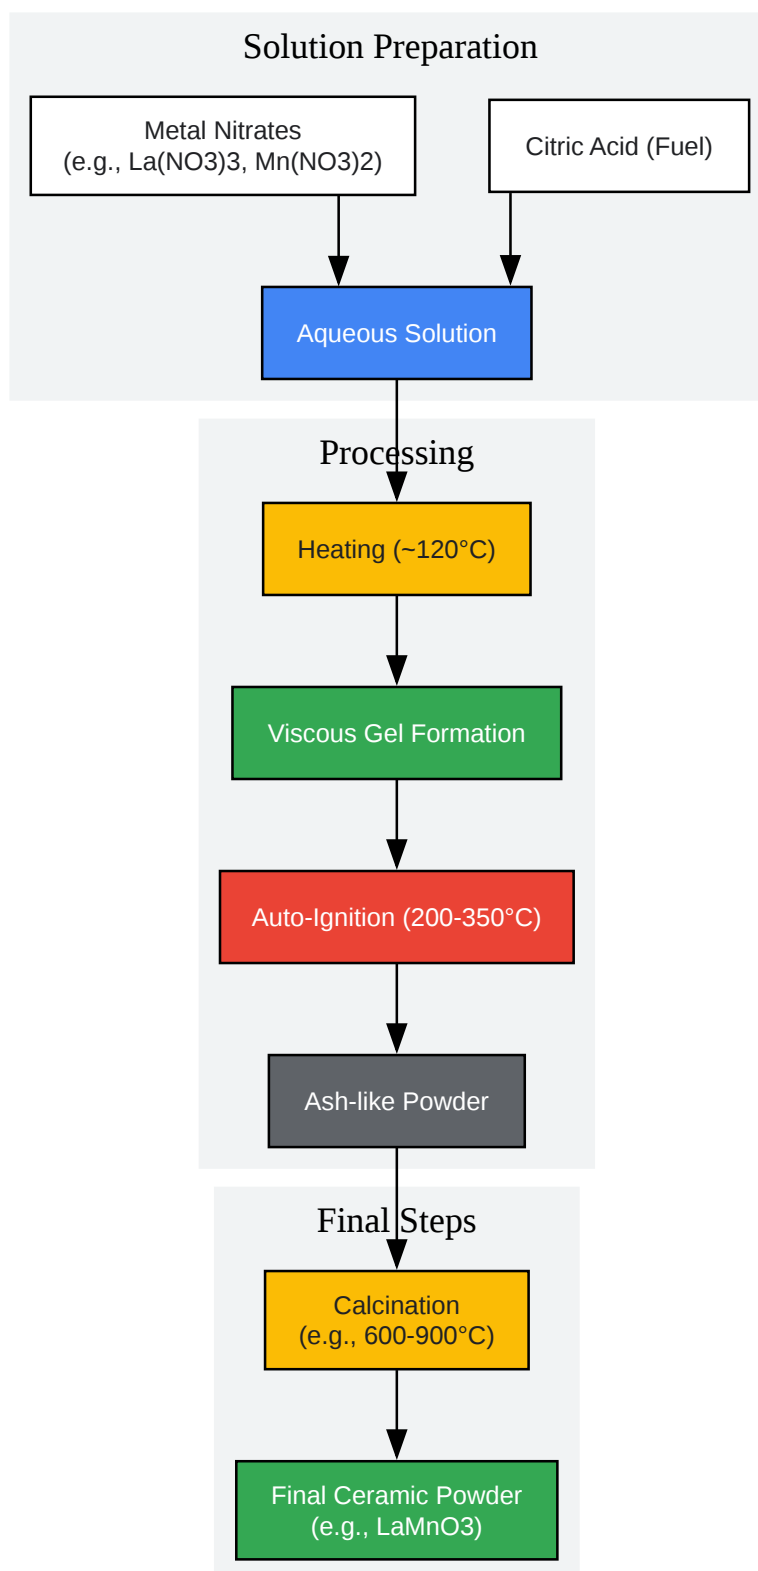 Solution Preparation
Metal Nitrates
(e.g., La(NO3)3, Mn(NO3)2)
Citric Acid (Fuel)
Aqueous Solution
Processing
Heating (~120°C)
Viscous Gel Formation
Auto-Ignition (200-350°C)
Ash-like Powder
Final Steps
Calcination
(e.g., 600-900°C)
Final Ceramic Powder
(e.g., LaMnO3)